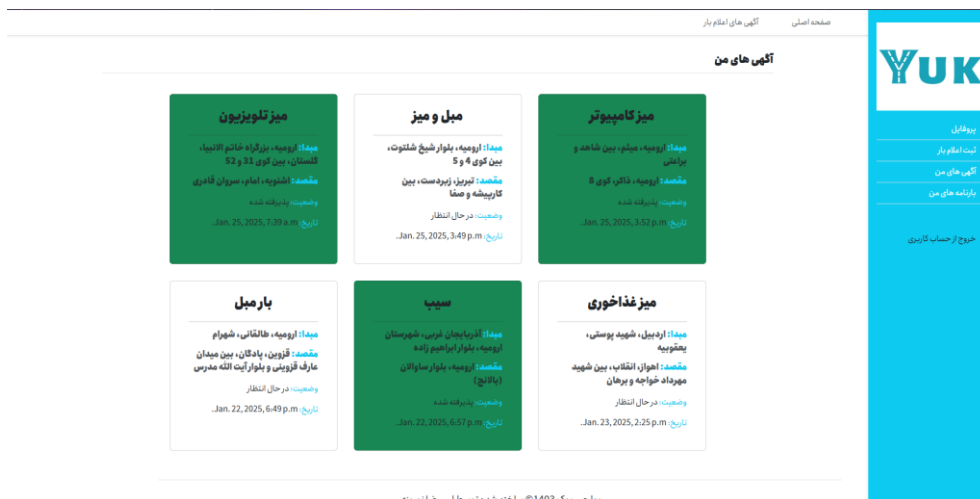 صفحه اصلی
آگهی های اعلام بار
YUK
پروفایل
ثبت اعلام بار
آگهی های من
بارنامه های من
خروج از حساب کاربری
آگهی های من
میز کامپیوتر
مبدا: ارومیه، میثم، بین شاهد و
براعتی
مقصد: ارومیه، ذاکر، کوی 8
وضعیت: پذیرفته شده
تاریخ: Jan. 25, 2025, 3:52 p.m.
مبل و میز
مبدا: ارومیه، بلوار شیخ شلتوت،
بین کوی 4 و 5
مقصد: تبریز، زبردست، بین
کارپیشه و صفا
وضعیت: در حال انتظار
تاریخ: Jan. 25, 2025, 3:49 p.m.
میز تلویزیون
مبدا: ارومیه، بزرگراه خاتم الانبیا،
گلستان، بین کوی 31 و 52
مقصد: اشنویه، امام، سروان قادری
وضعیت: پذیرفته شده
تاریخ: Jan. 25, 2025, 7:39 a.m.
میز غذاخوری
مبدا: اردبیل، شهید پوستی،
یعقوبیه
مقصد: اهواز، انقلاب، بین شهید
مهرداد خواجه و برهان
وضعیت: در حال انتظار
تاریخ: Jan. 23, 2025, 2:25 p.m.
سیب
مبدا: آذربایجان غربی، شهرستان
ارومیه، بلوار ابراهیم زاده
مقصد: ارومیه، بلوار ساوالان
(بالانج)
وضعیت: پذیرفته شده
تاریخ: Jan. 22, 2025, 6:57 p.m.
بار مبل
مبدا: ارومیه، طالقانی، شهرام
مقصد: قزوین، پادگان، بین میدان
عارف قزوینی و بلوار آیت الله مدرس
وضعیت: در حال انتظار
تاریخ: Jan. 22, 2025, 6:49 p.m.